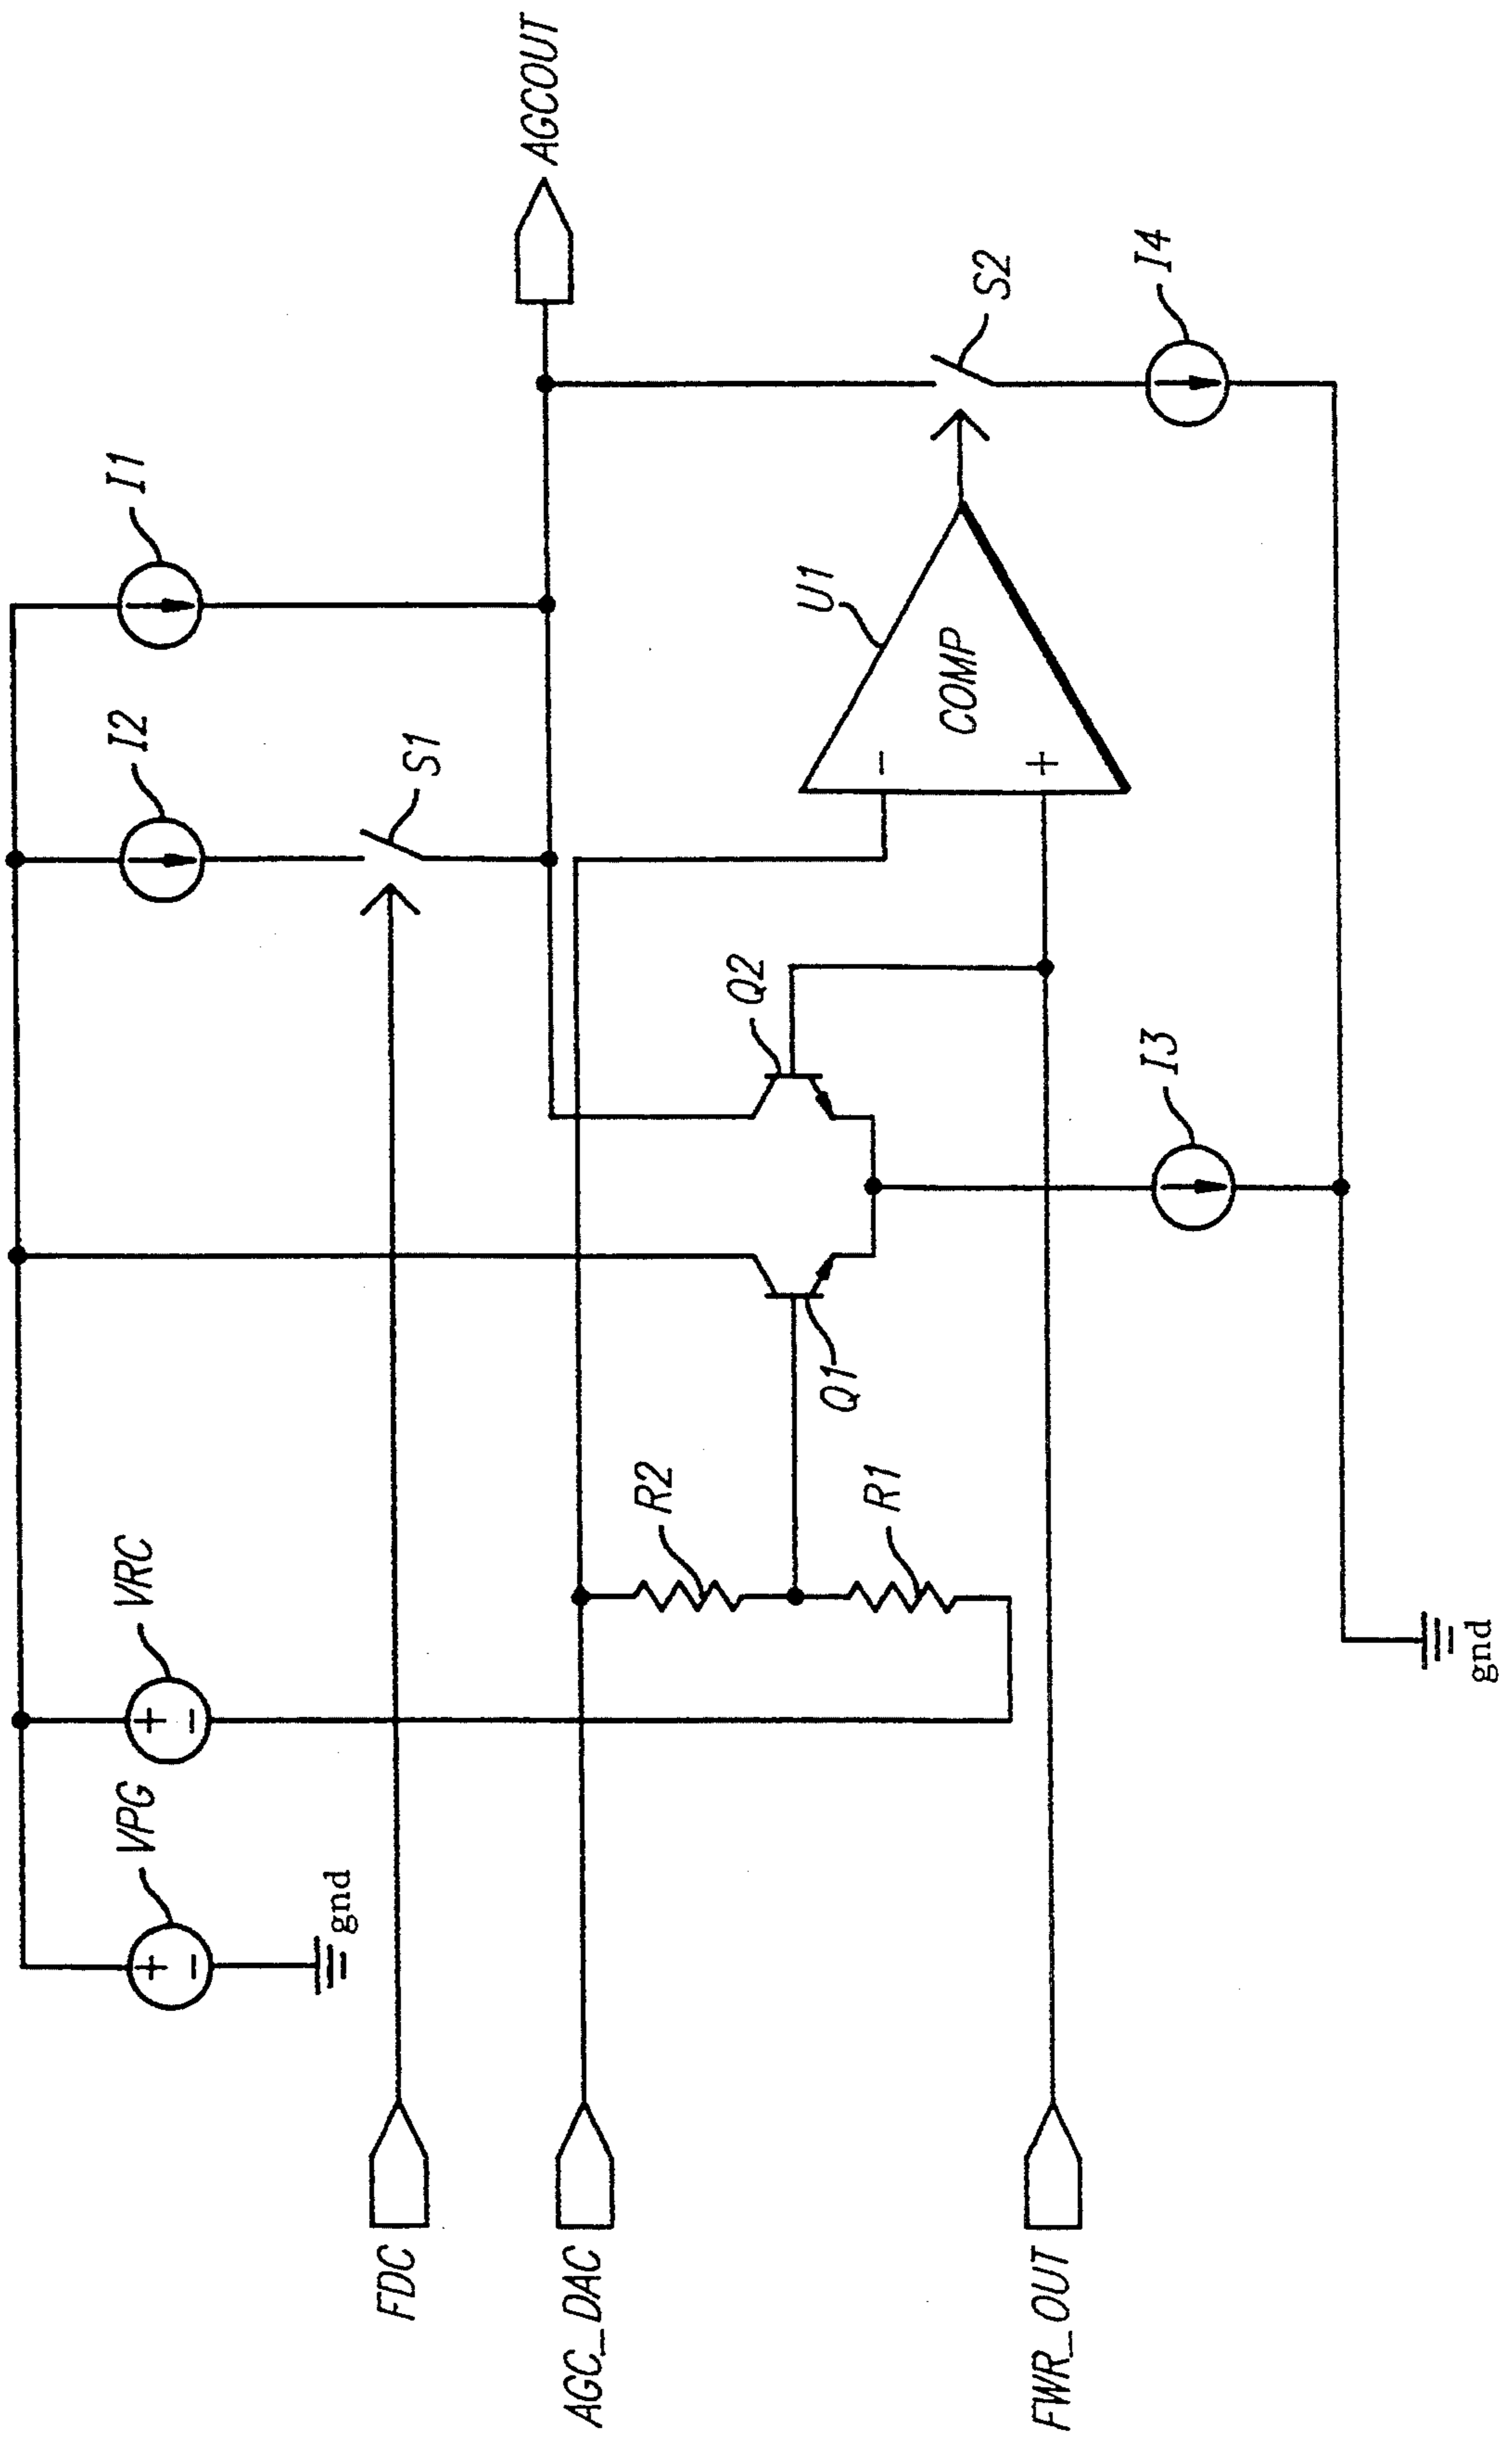 VPG
VRC
I2
I1
gnd
S1
FDC
AGC_DAC
AGCOUT
R2
R1
Q1
Q2
U1
-
COMP
+
S2
FWR_OUT
I3
I4
gnd
+
-
+
-